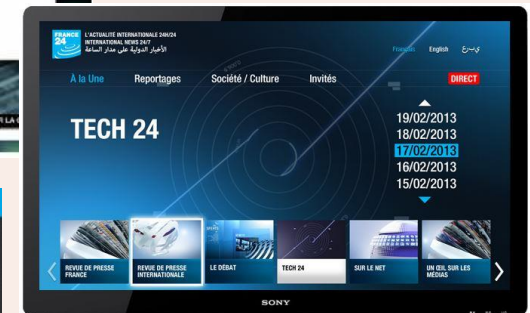 FRANCE 24
L'ACTUALITÉ INTERNATIONALE 24H/24
INTERNATIONAL NEWS 24/7
الأخبار الدولية على مدار الساعة
Français English يبرع
À la Une Reportages Société / Culture Invités DIRECT
TECH 24
19/02/2013
18/02/2013
17/02/2013
16/02/2013
15/02/2013
REVUE DE PRESSE
FRANCE
REVUE DE PRESSE
INTERNATIONALE
LE DÉBAT
TECH 24
SUR LE NET
UN ŒIL SUR LES
MÉDIAS
SONY